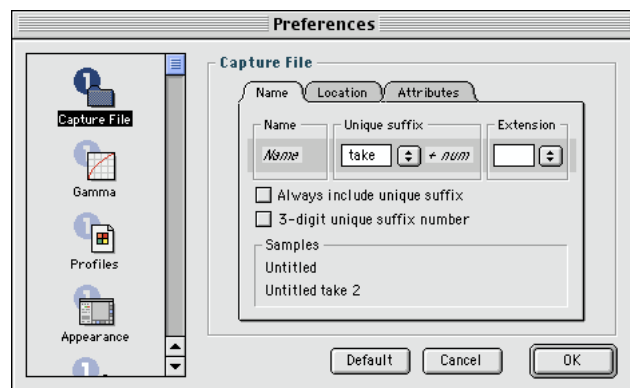 Preferences
Capture File
Gamma
Profiles
Appearance
Capture File
Name Location Attributes
Name Unique suffix Extension
Name take + num
Always include unique suffix
3-digit unique suffix number
Samples
Untitled
Untitled take 2
Default Cancel OK